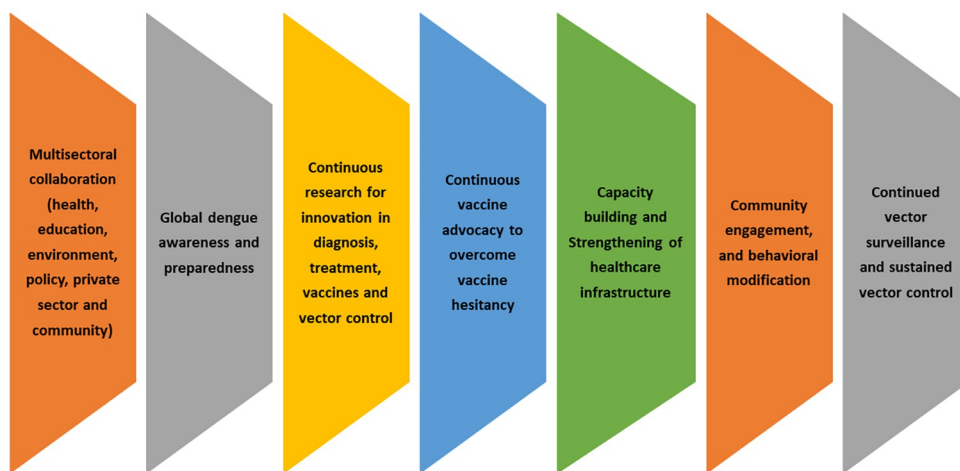 Multisectoral
collaboration
(health,
education,
environment,
policy, private
sector and
community)
Global dengue
awareness and
preparedness
Continuous
research for
innovation in
diagnosis,
treatment,
vaccines and
vector control
Continuous
vaccine
advocacy to
overcome
vaccine
hesitancy
Capacity
building and
Strengthening of
healthcare
infrastructure
Community
engagement,
and behavioral
modification
Continued
vector
surveillance
and sustained
vector control